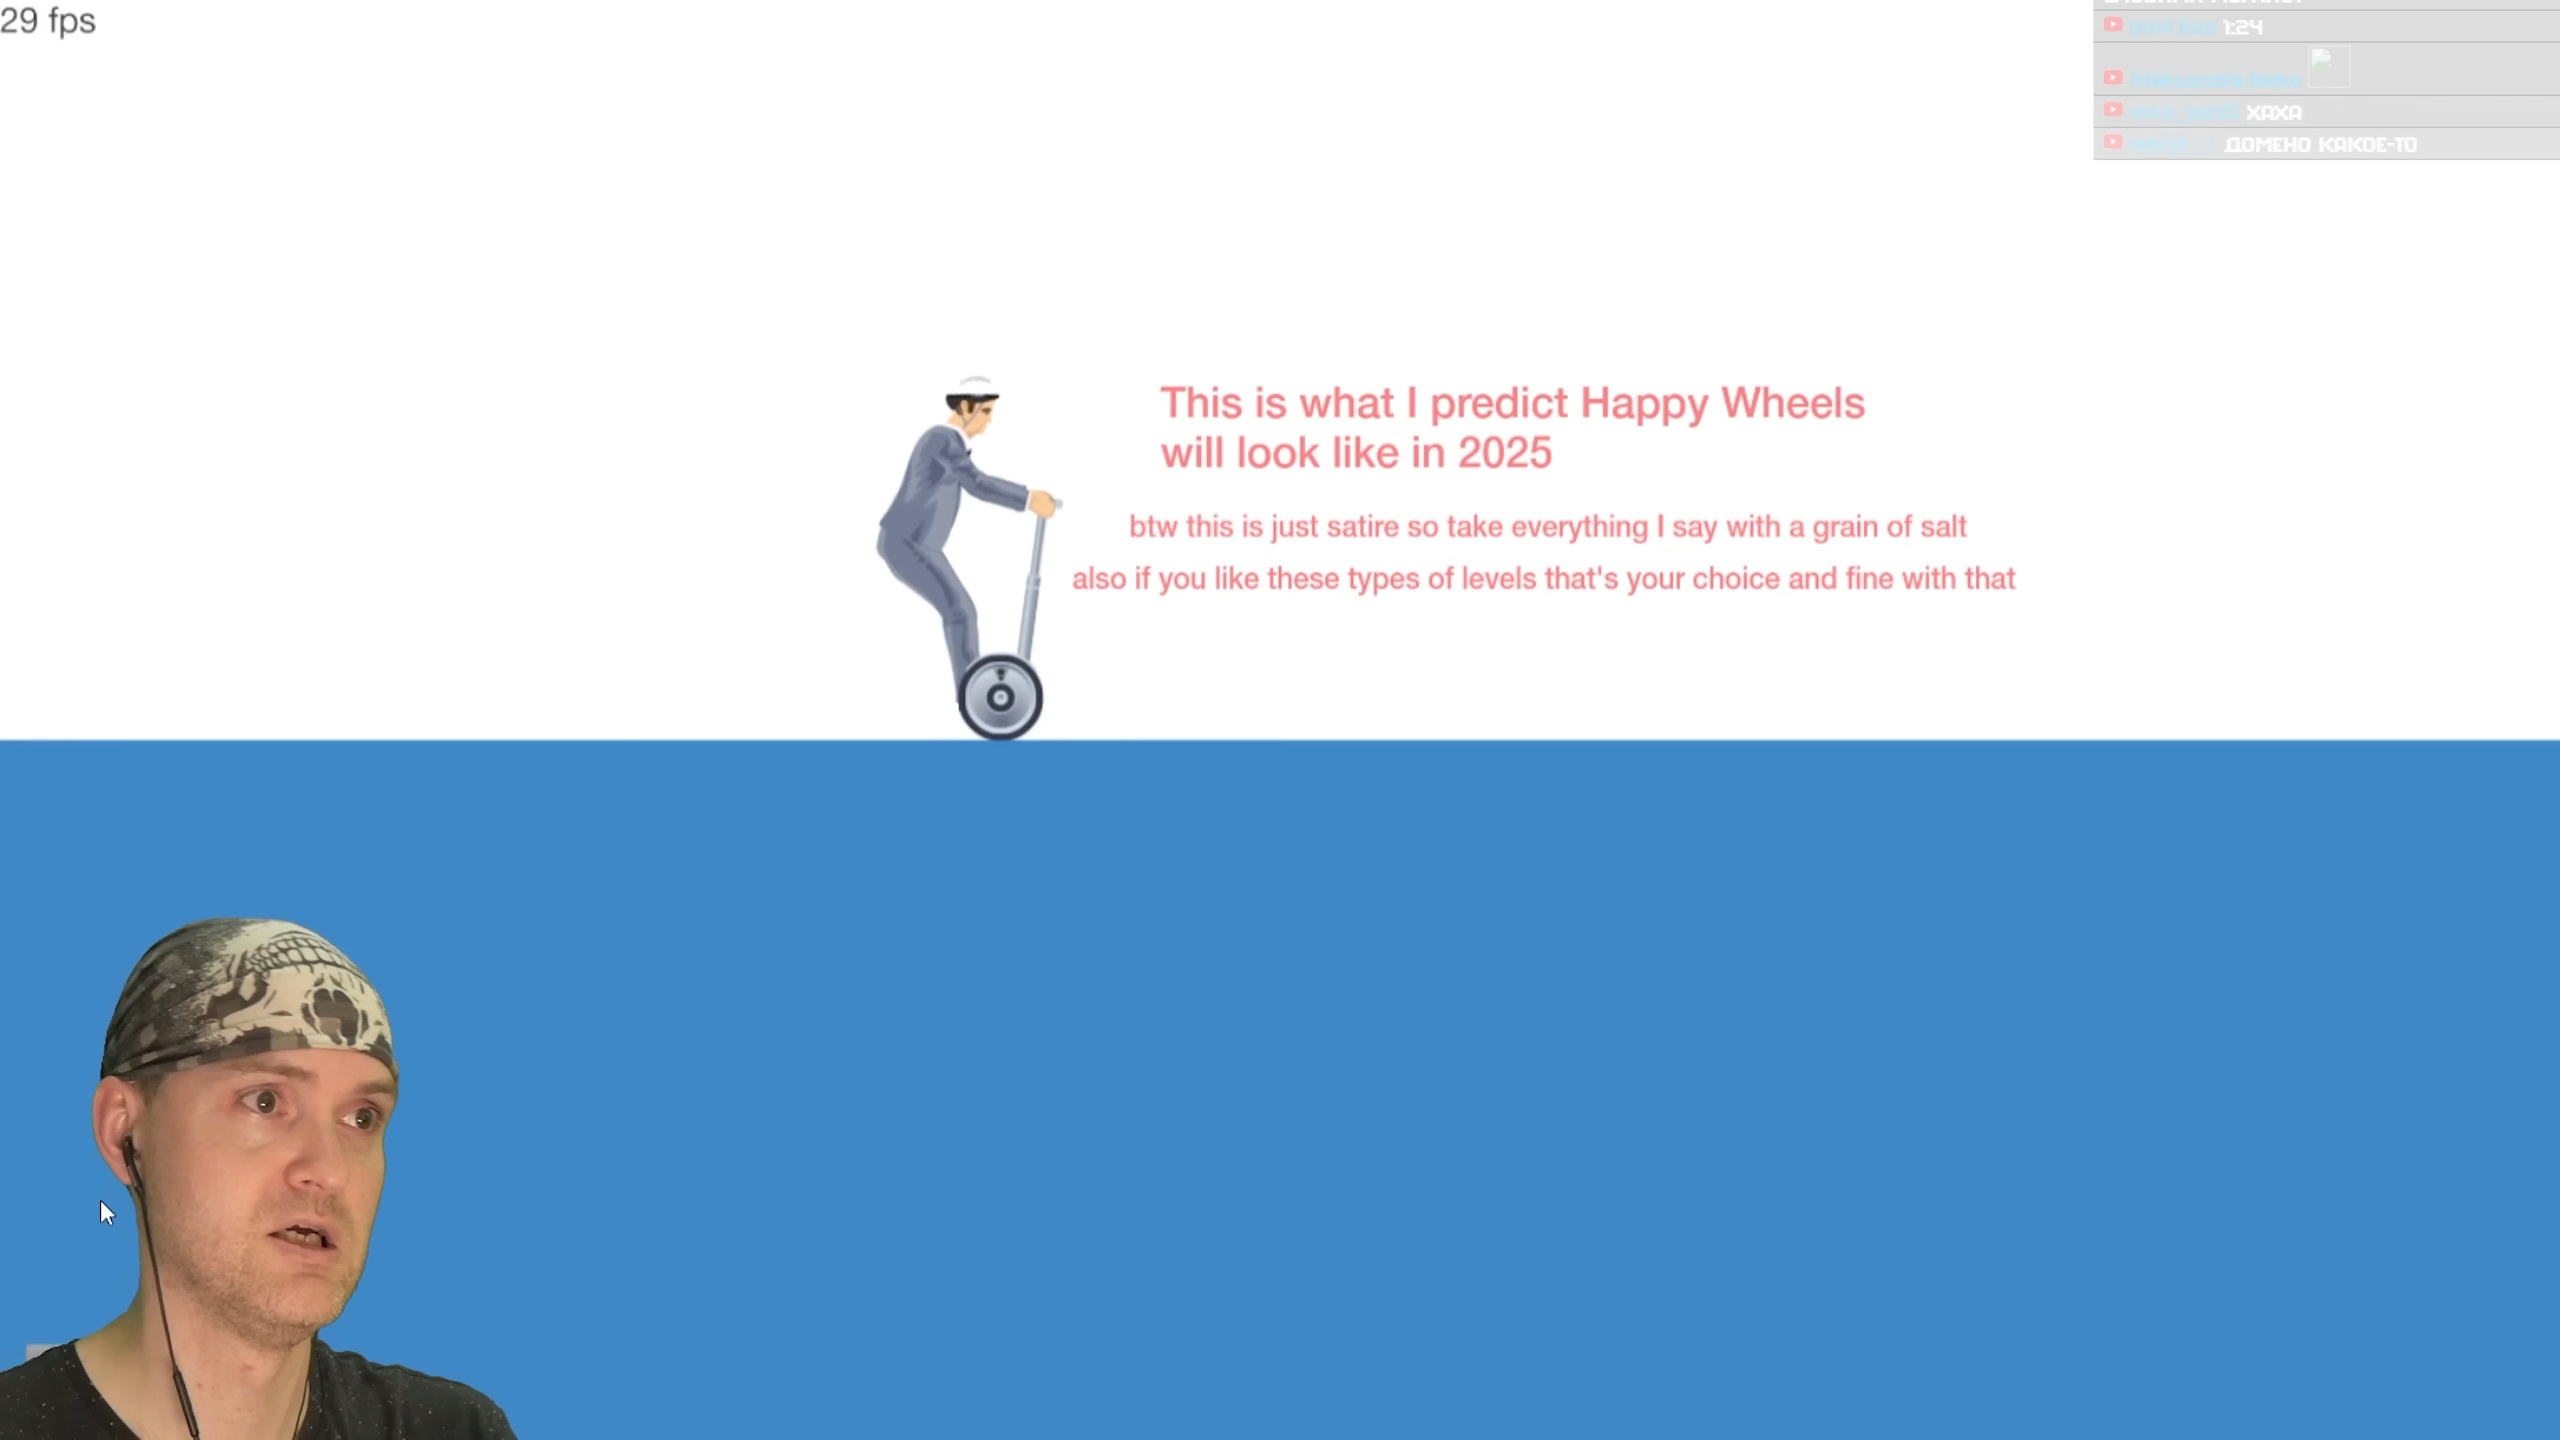 29 fps
1:24
ХАХА
ДОМЕНО КАКОЕ-ТО
This is what I predict Happy Wheels
will look like in 2025
btw this is just satire so take everything I say with a grain of salt
also if you like these types of levels that's your choice and fine with that